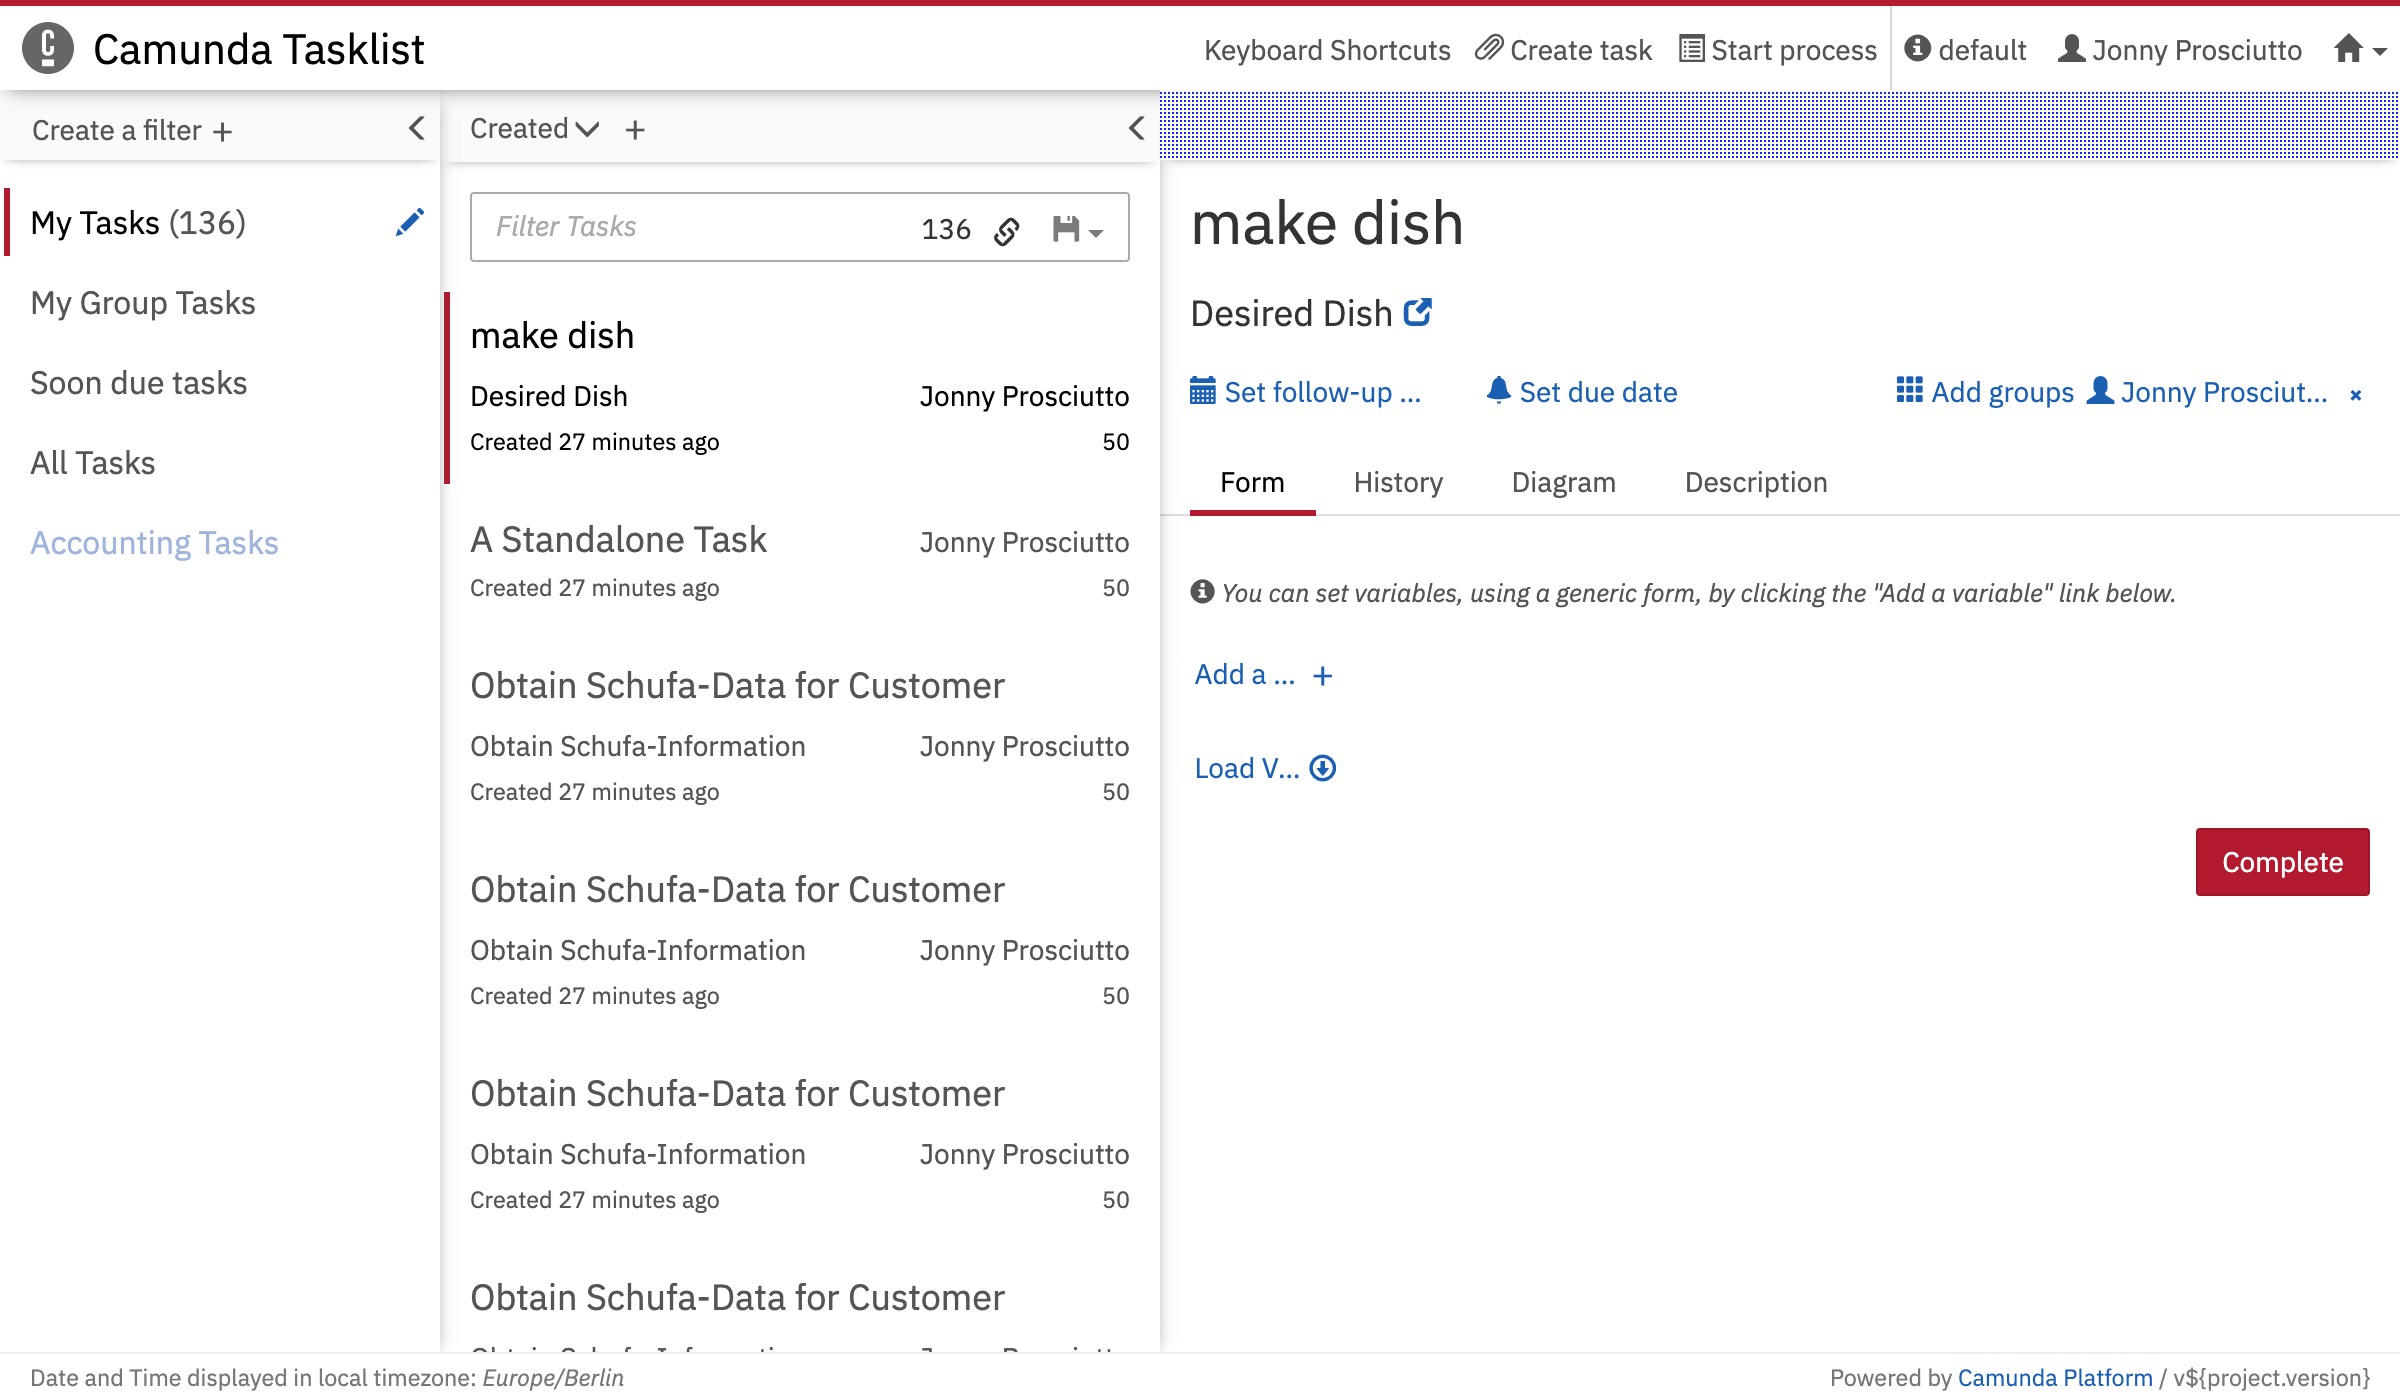 Camunda Tasklist
Keyboard Shortcuts Create task Start process default Jonny Prosciutto
Create a filter +
My Tasks (136)
My Group Tasks
Soon due tasks
All Tasks
Accounting Tasks
Created +
Filter Tasks 136
make dish
Desired Dish Jonny Prosciutto
Created 27 minutes ago 50
A Standalone Task Jonny Prosciutto
Created 27 minutes ago 50
Obtain Schufa-Data for Customer
Obtain Schufa-Information Jonny Prosciutto
Created 27 minutes ago 50
Obtain Schufa-Data for Customer
Obtain Schufa-Information Jonny Prosciutto
Created 27 minutes ago 50
Obtain Schufa-Data for Customer
Obtain Schufa-Information Jonny Prosciutto
Created 27 minutes ago 50
Obtain Schufa-Data for Customer
make dish
Desired Dish
Set follow-up ... Set due date Add groups Jonny Prosciut... ×
Form History Diagram Description
You can set variables, using a generic form, by clicking the "Add a variable" link below.
Add a ... +
Load V...
Complete
Date and Time displayed in local timezone: Europe/Berlin
Powered by Camunda Platform / v${project.version}